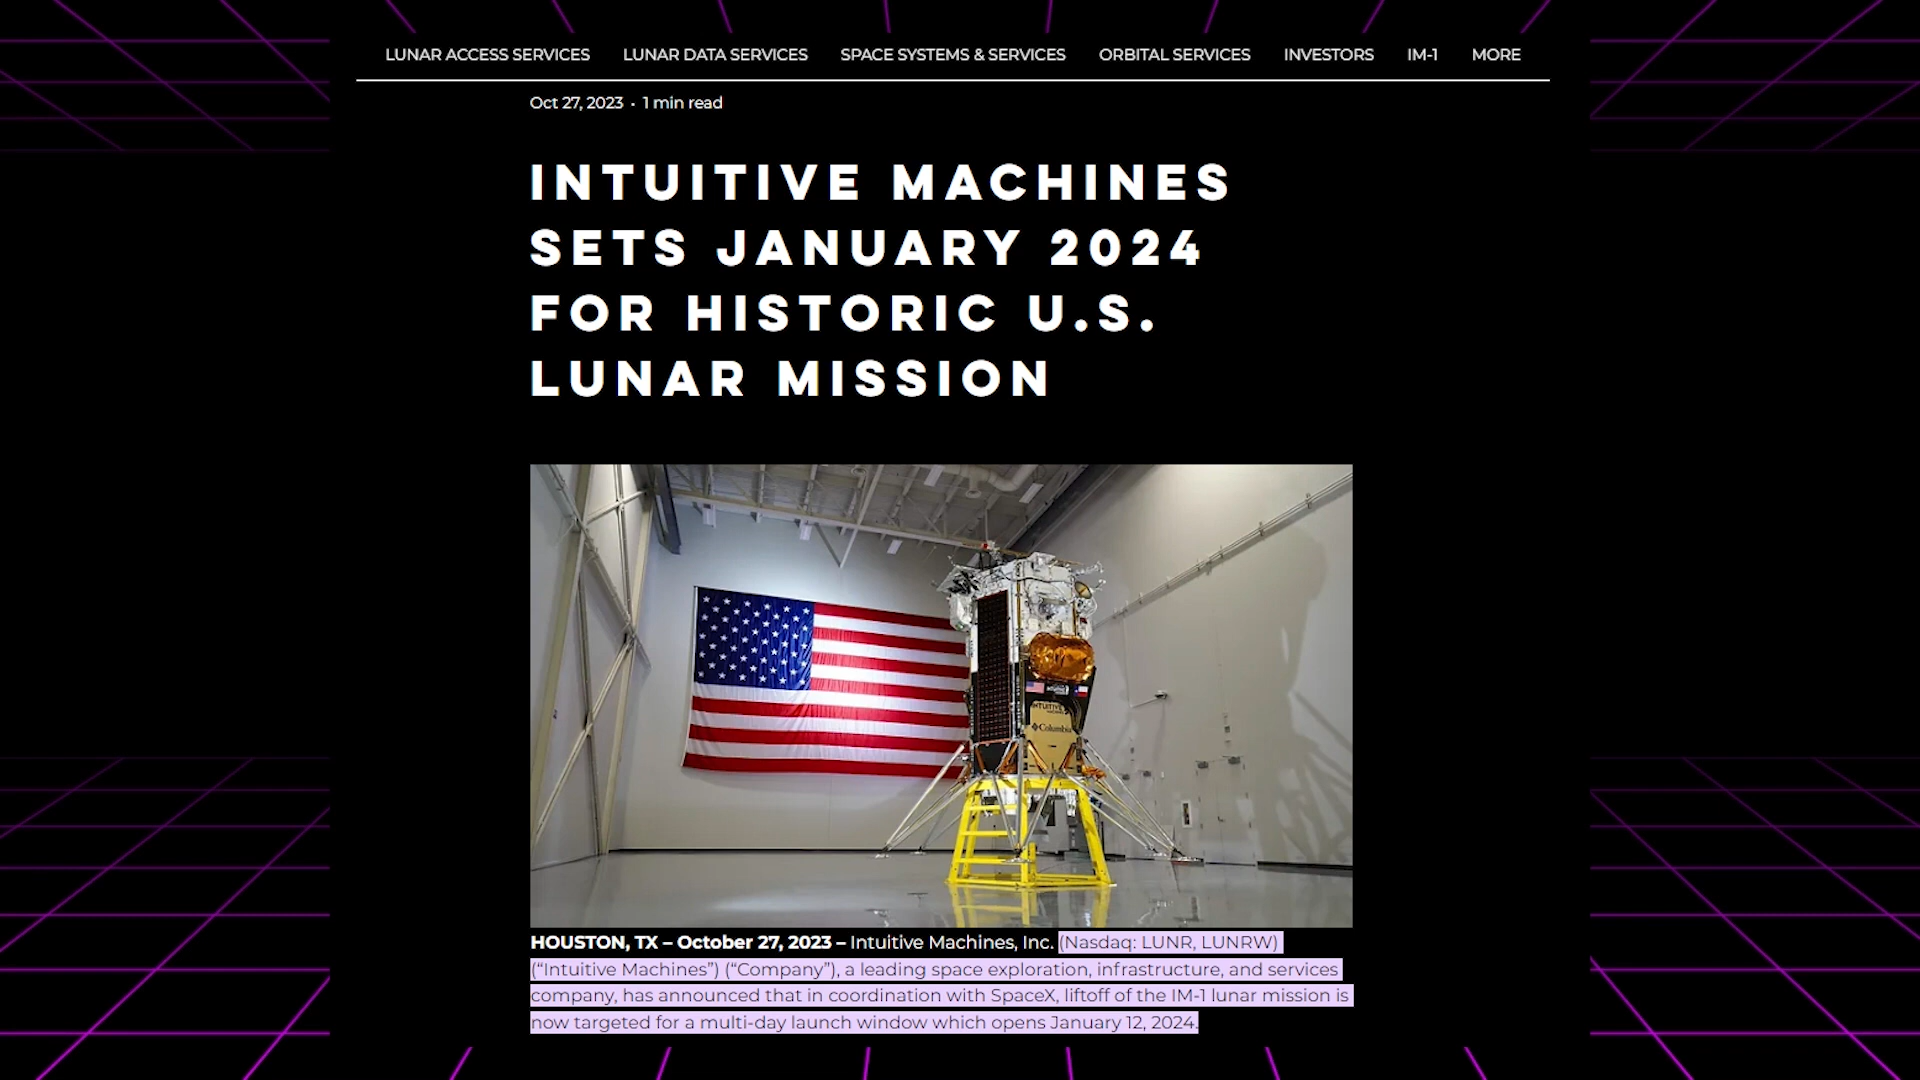 LUNAR ACCESS SERVICES LUNAR DATA SERVICES SPACE SYSTEMS & SERVICES ORBITAL SERVICES INVESTORS IM-1 MORE
Oct 27, 2023 · 1 min read
INTUITIVE MACHINES
SETS JANUARY 2024
FOR HISTORIC U.S.
LUNAR MISSION
INTUITIVE
MACHINES
Columbia
HOUSTON, TX – October 27, 2023 – Intuitive Machines, Inc. (Nasdaq: LUNR, LUNRW)
(“Intuitive Machines”) (“Company”), a leading space exploration, infrastructure, and services
company, has announced that in coordination with SpaceX, liftoff of the IM-1 lunar mission is
now targeted for a multi-day launch window which opens January 12, 2024.